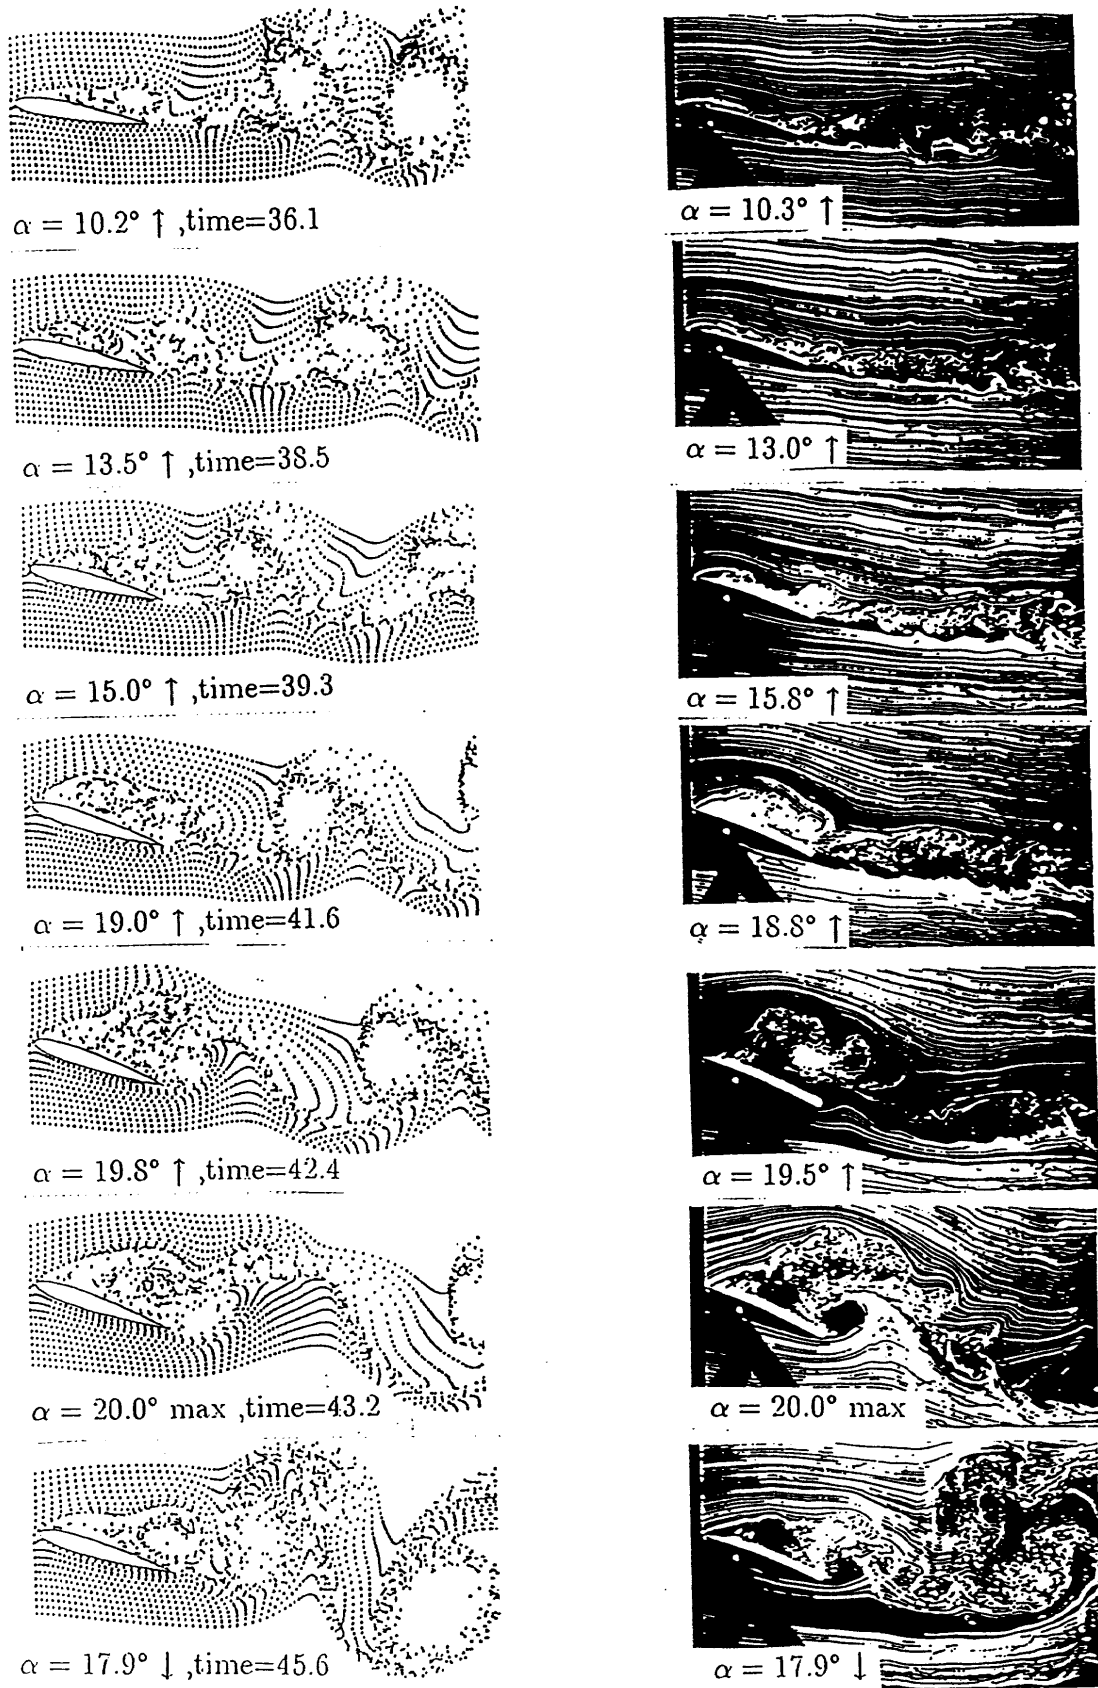 α = 10.2° ↑ ,time=36.1
α = 10.3° ↑
α = 13.5° ↑ ,time=38.5
α = 13.0° ↑
α = 15.0° ↑ ,time=39.3
α = 15.8° ↑
α = 19.0° ↑ ,time=41.6
α = 18.8° ↑
α = 19.8° ↑ ,time=42.4
α = 19.5° ↑
α = 20.0° max ,time=43.2
α = 20.0° max
α = 17.9° ↓ ,time=45.6
α = 17.9° ↓